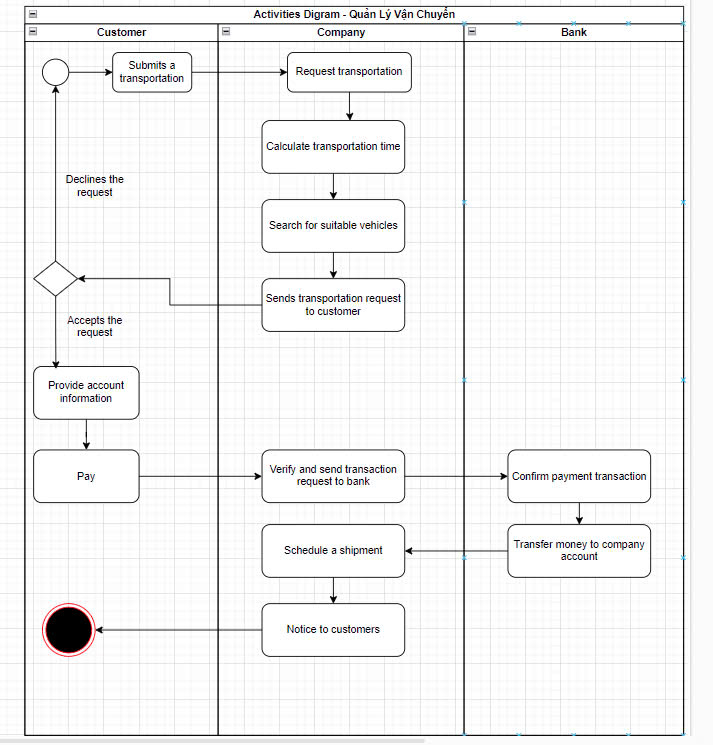 Activities Digram - Quản Lý Vận Chuyển
Customer
Company
Bank
Submits a
transportation
Request transportation
Calculate transportation time
Declines the
request
Search for suitable vehicles
Sends transportation request
to customer
Accepts the
request
Provide account
information
Pay
Verify and send transaction
request to bank
Confirm payment transaction
Schedule a shipment
Transfer money to company
account
Notice to customers